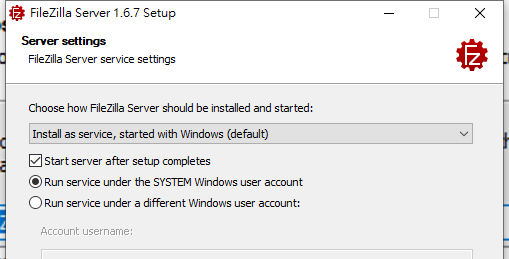 FileZilla Server 1.6.7 Setup
Server settings
FileZilla Server service settings
Choose how FileZilla Server should be installed and started:
Install as service, started with Windows (default)
Start server after setup completes
Run service under the SYSTEM Windows user account
Run service under a different Windows user account:
Account username: